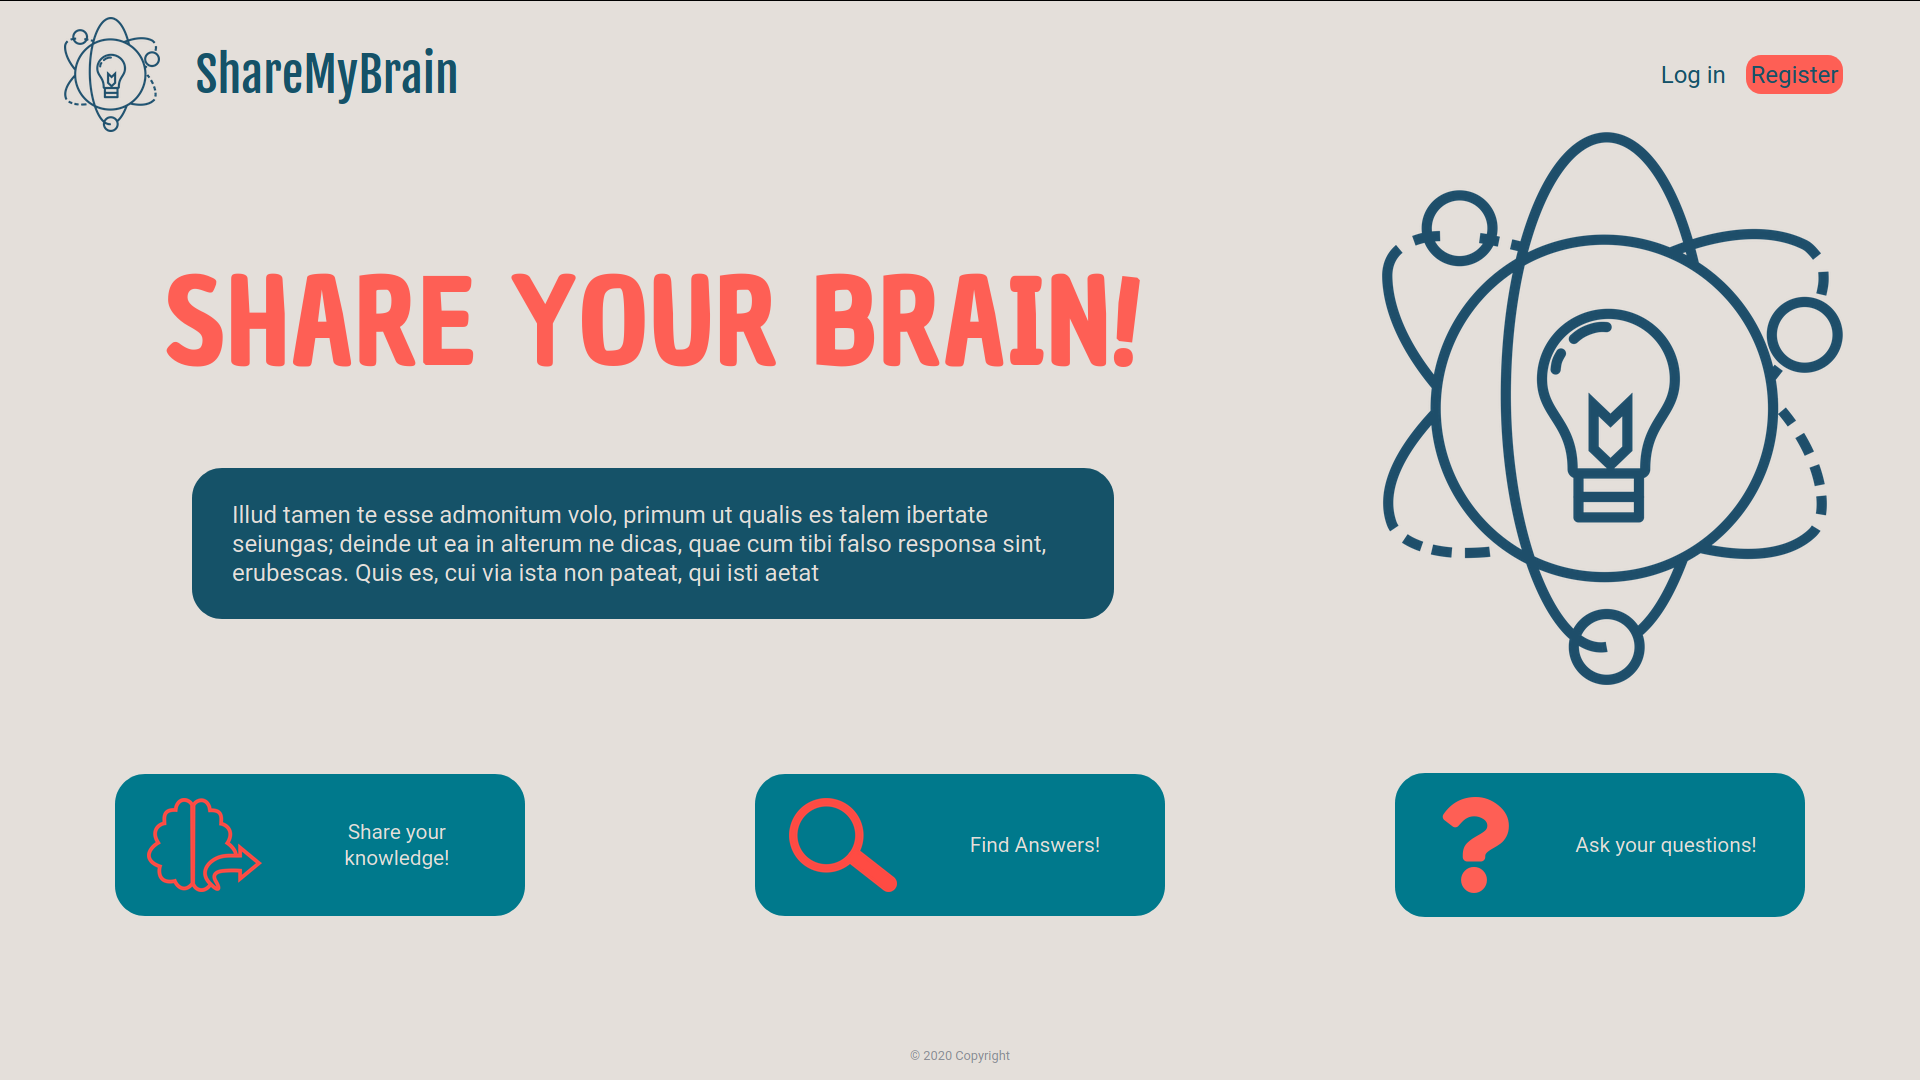 ShareMyBrain
Log in
Register
SHARE YOUR BRAIN!
Illud tamen te esse admonitum volo, primum ut qualis es talem ibertate
seiungas; deinde ut ea in alterum ne dicas, quae cum tibi falso responsa sint,
erubescas. Quis es, cui via ista non pateat, qui isti aetat
Share your
knowledge!
Find Answers!
Ask your questions!
© 2020 Copyright